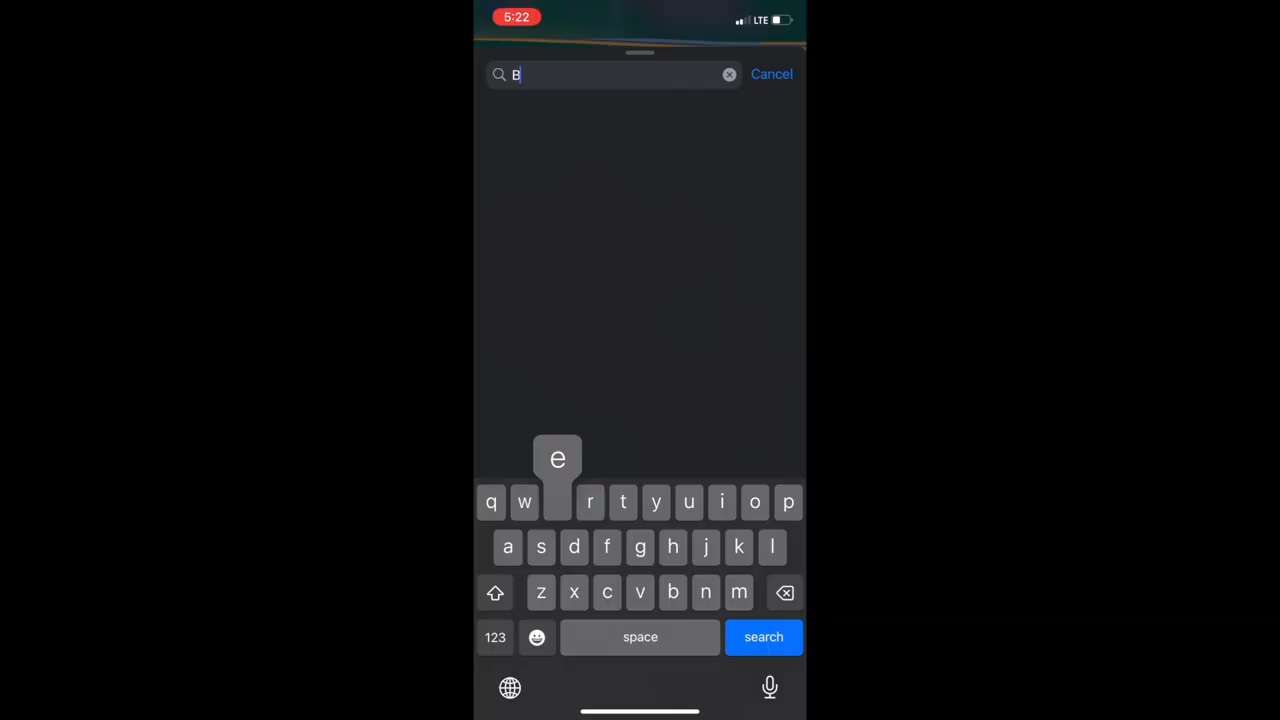 5:22
LTE
B
Cancel
e
q w r t y u i o p
a s d f g h j k l
z x c v b n m
123 space search